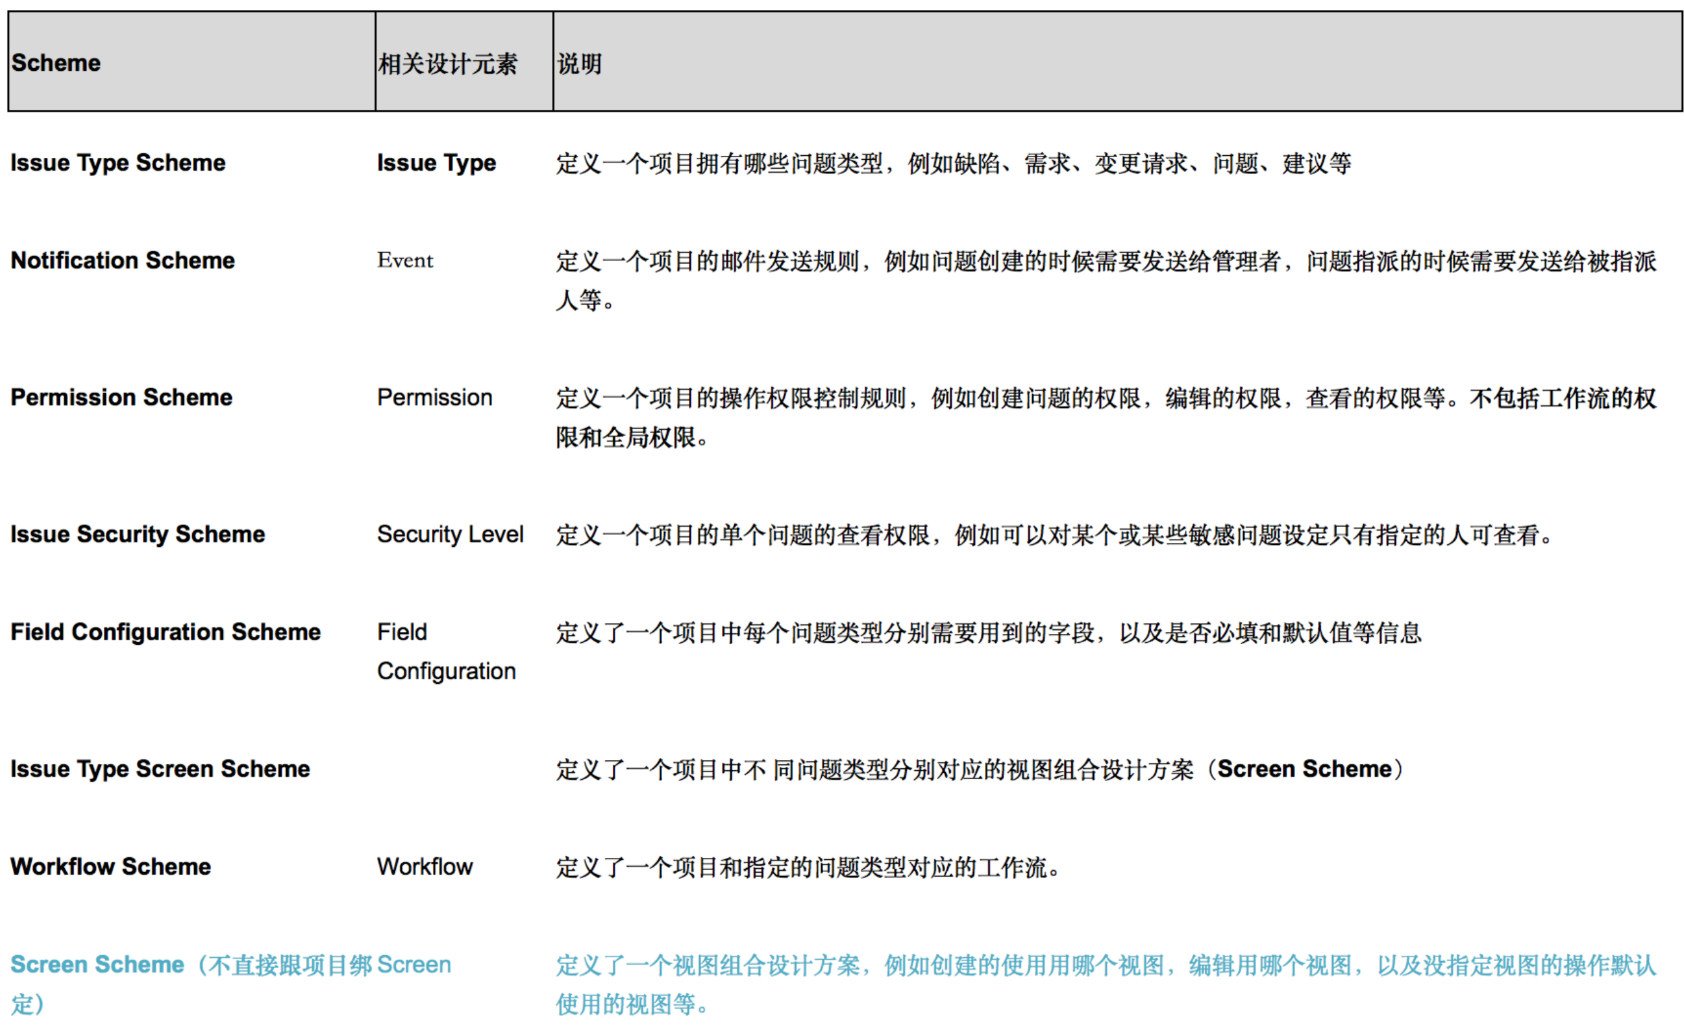 Scheme 相关设计元素 说明
Issue Type Scheme Issue Type 定义一个项目拥有哪些问题类型，例如缺陷、需求、变更请求、问题、建议等
Notification Scheme Event 定义一个项目的邮件发送规则，例如问题创建的时候需要发送给管理者，问题指派的时候需要发送给被指派
人等。
Permission Scheme Permission 定义一个项目的操作权限控制规则，例如创建问题的权限，编辑的权限，查看的权限等。不包括工作流的权
限和全局权限。
Issue Security Scheme Security Level 定义一个项目的单个问题的查看权限，例如可以对某个或某些敏感问题设定只有指定的人可查看。
Field Configuration Scheme Field 定义了一个项目中每个问题类型分别需要用到的字段，以及是否必填和默认值等信息
Configuration
Issue Type Screen Scheme 定义了一个项目中不 同问题类型分别对应的视图组合设计方案（Screen Scheme）
Workflow Scheme Workflow 定义了一个项目和指定的问题类型对应的工作流。
Screen Scheme（不直接跟项目绑 Screen 定义了一个视图组合设计方案，例如创建的使用用哪个视图，编辑用哪个视图，以及没指定视图的操作默认
定） 使用的视图等。